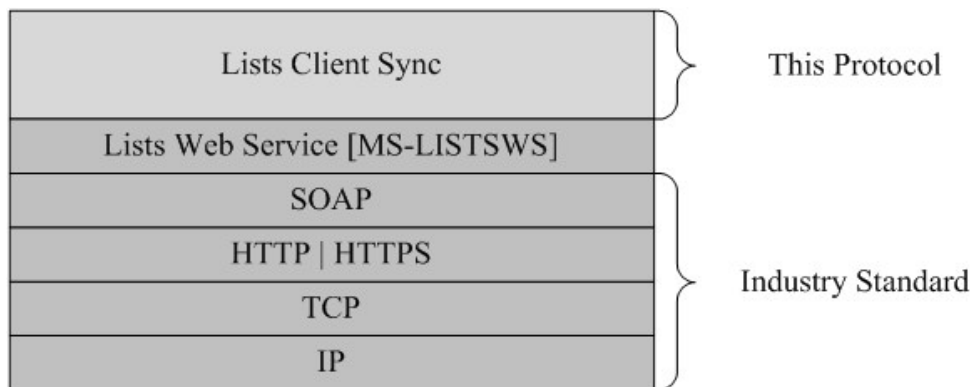 Lists Client Sync
This Protocol
Lists Web Service [MS-LISTSWS]
SOAP
HTTP | HTTPS
Industry Standard
TCP
IP